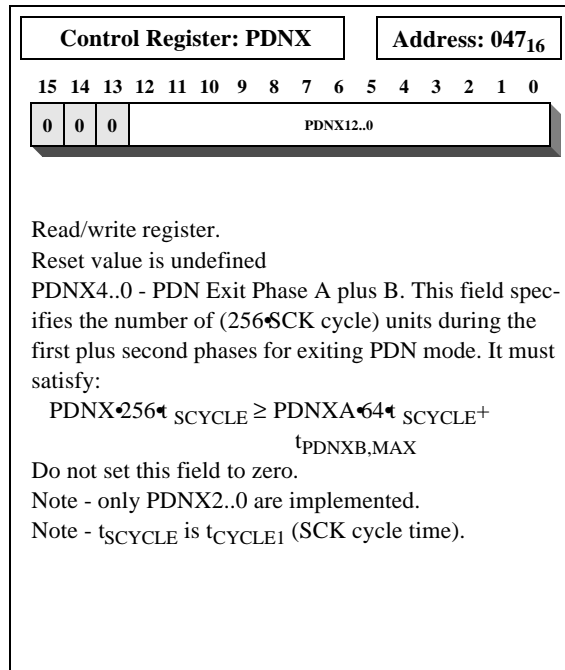 Control Register: PDNX Address: 047₁₆
15 14 13 12 11 10 9 8 7 6 5 4 3 2 1 0
0 0 0 PDNX12..0
Read/write register.
Reset value is undefined
PDNX4..0 - PDN Exit Phase A plus B. This field spec-
ifies the number of (256•SCK cycle) units during the
first plus second phases for exiting PDN mode. It must
satisfy:
PDNX•256•t SCYCLE ≥ PDNXA•64•t SCYCLE+
tPDNXB,MAX
Do not set this field to zero.
Note - only PDNX2..0 are implemented.
Note - tSCYCLE is tCYCLE1 (SCK cycle time).